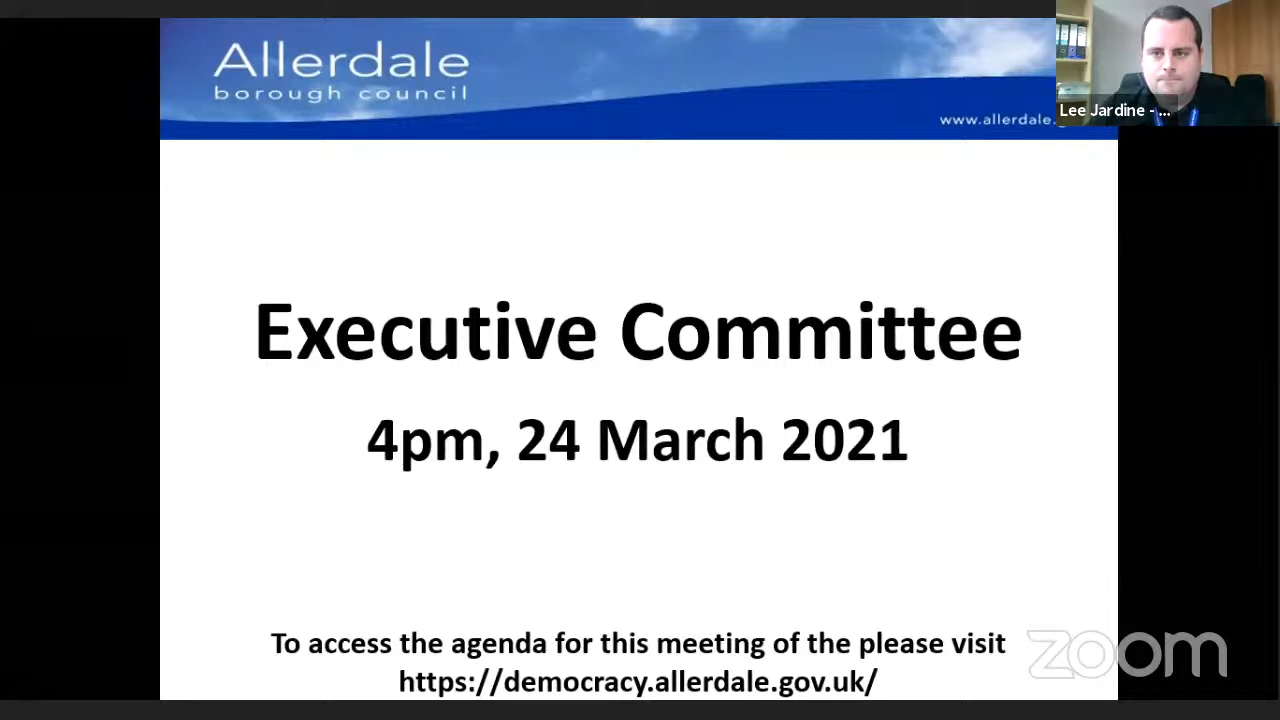 Allerdale
borough council
www.allerdale.
Lee Jardine - ...
Executive Committee
4pm, 24 March 2021
To access the agenda for this meeting of the please visit
https://democracy.allerdale.gov.uk/
zoom